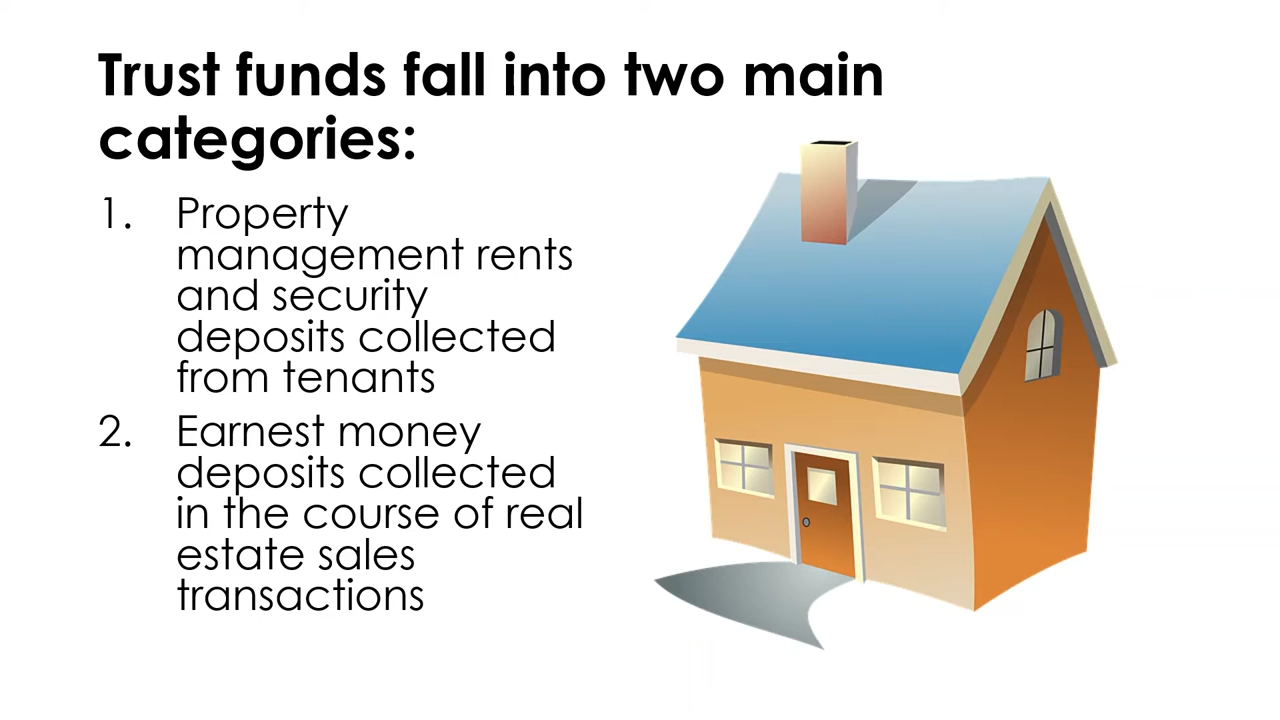 Trust funds fall into two main
categories:
1. Property
management rents
and security
deposits collected
from tenants
2. Earnest money
deposits collected
in the course of real
estate sales
transactions